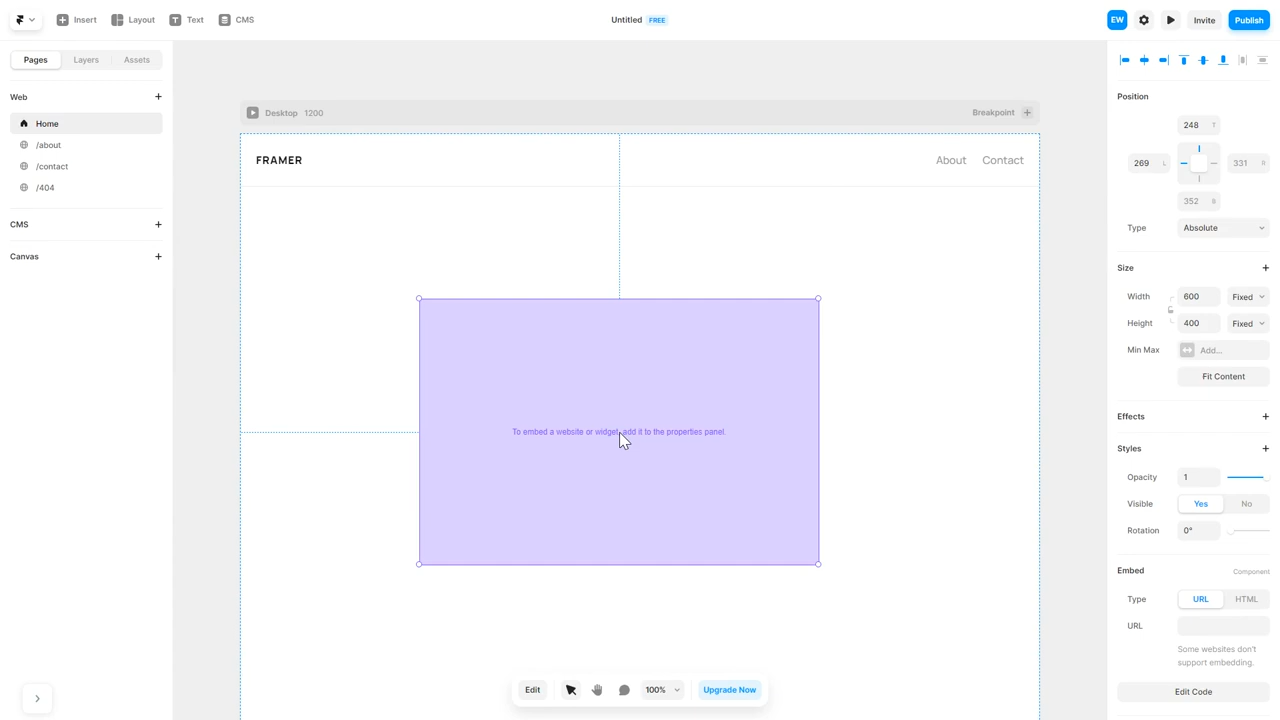 Insert
Layout
Text
CMS
Untitled
FREE
EW
Invite
Publish
Pages
Layers
Assets
Web
Home
/about
/contact
/404
CMS
Canvas
Desktop 1200
Breakpoint
FRAMER
About
Contact
To embed a website or widget, add it to the properties panel.
Edit
100%
Upgrade Now
Position
248 T
269 L
331 R
352 B
Type
Absolute
Size
Width 600 Fixed
Height 400 Fixed
Min Max Add...
Fit Content
Effects
Styles
Opacity 1
Visible Yes No
Rotation 0°
Embed Component
Type URL HTML
URL
Some websites don't
support embedding.
Edit Code